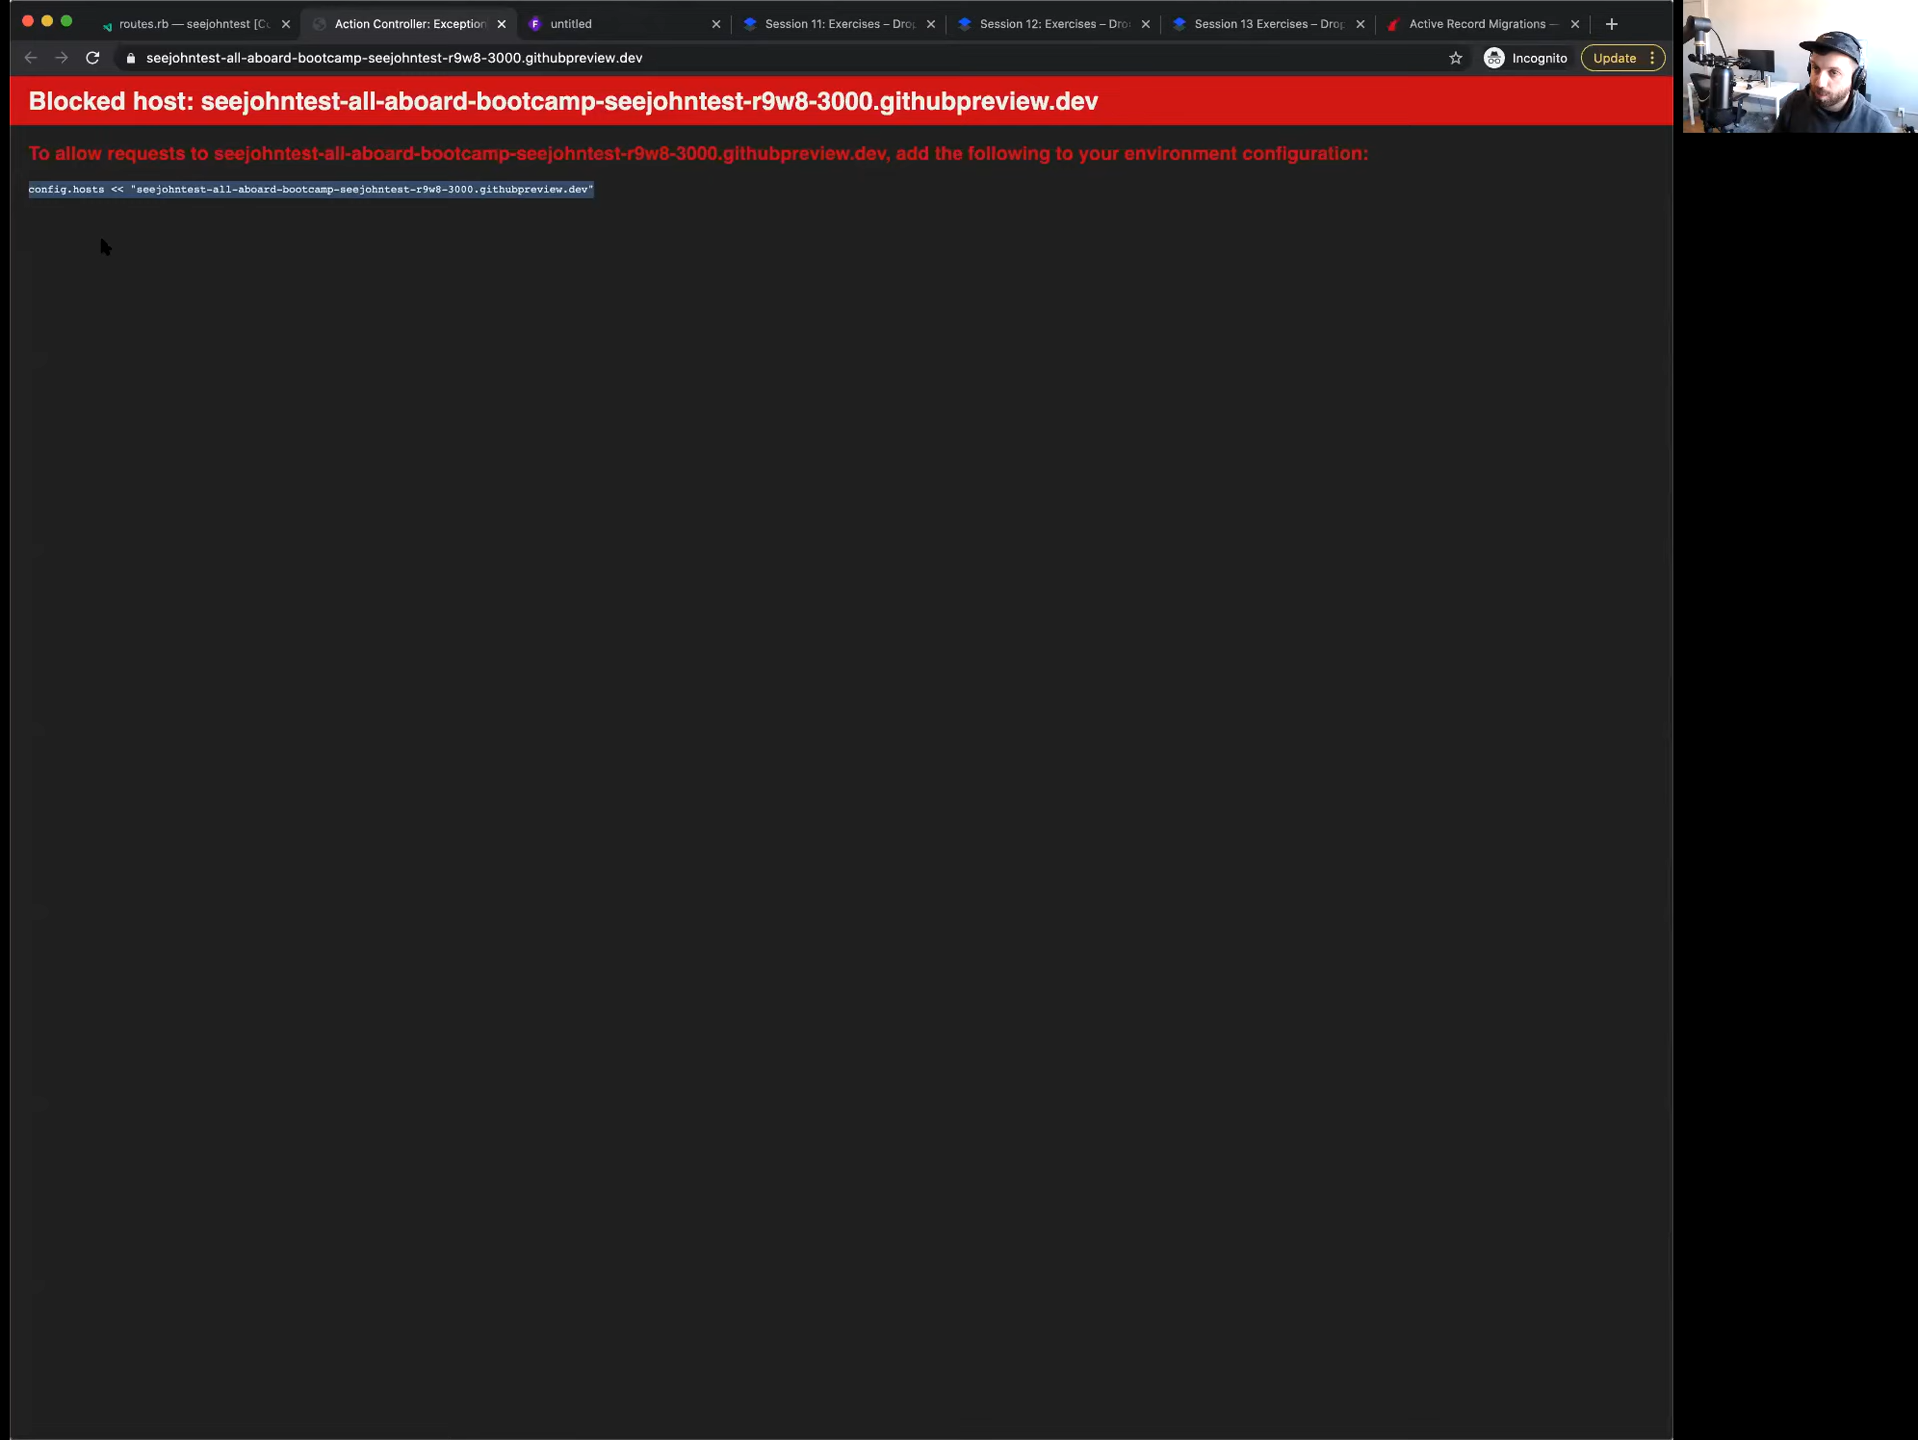 routes.rb — seejohntest [Co
Action Controller: Exception
untitled
Session 11: Exercises – Drop
Session 12: Exercises – Dro
Session 13 Exercises – Drop
Active Record Migrations —
seejohntest-all-aboard-bootcamp-seejohntest-r9w8-3000.githubpreview.dev
Incognito
Update
Blocked host: seejohntest-all-aboard-bootcamp-seejohntest-r9w8-3000.githubpreview.dev
To allow requests to seejohntest-all-aboard-bootcamp-seejohntest-r9w8-3000.githubpreview.dev, add the following to your environment configuration:
config.hosts << "seejohntest-all-aboard-bootcamp-seejohntest-r9w8-3000.githubpreview.dev"